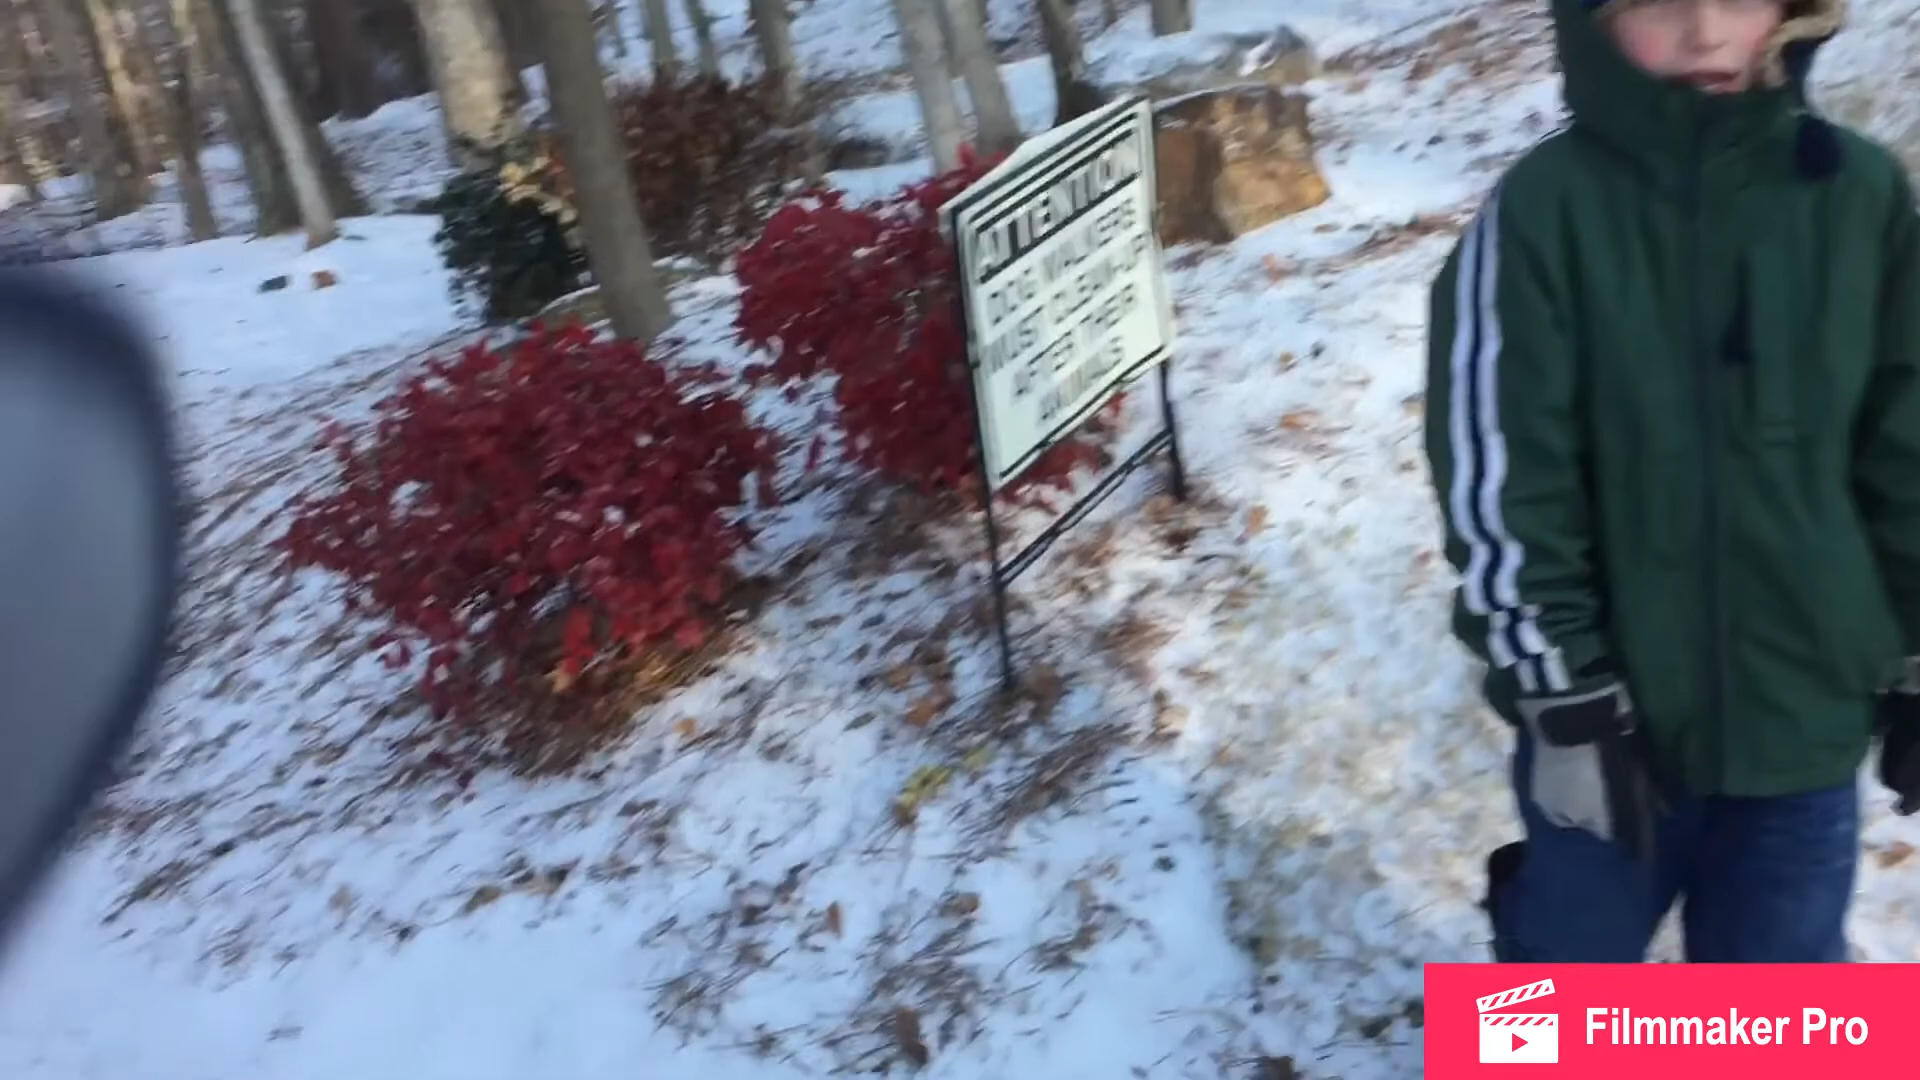 ATTENTION
DOG WALKERS
MUST CLEAN-UP
AFTER THEIR
ANIMALS
Filmmaker Pro